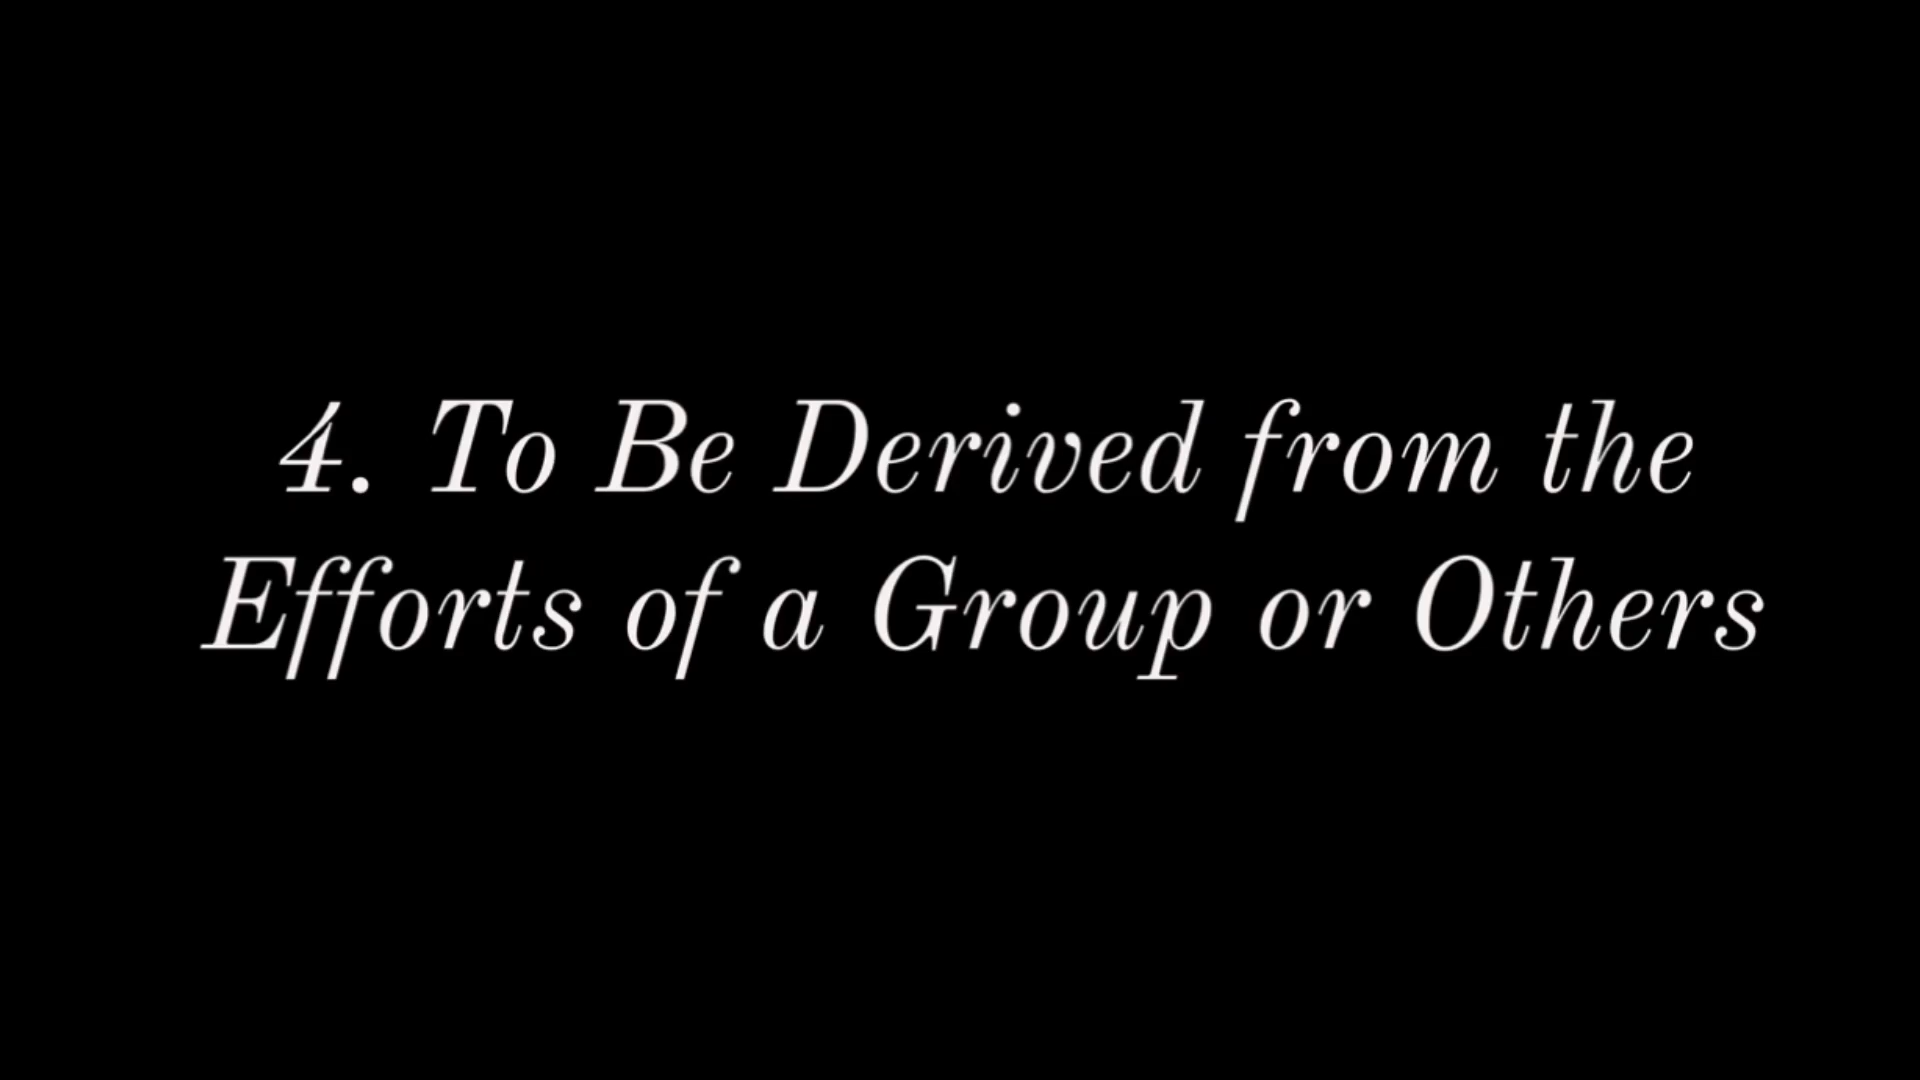 4. To Be Derived from the
Efforts of a Group or Others